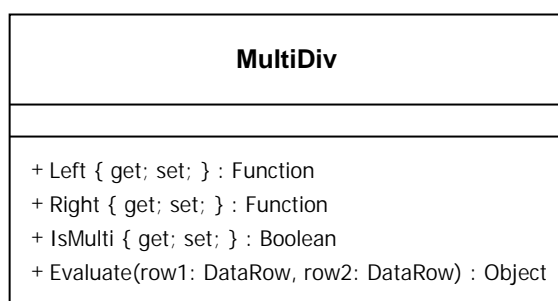 MultiDiv
+ Left { get; set; } : Function
+ Right { get; set; } : Function
+ IsMulti { get; set; } : Boolean
+ Evaluate(row1: DataRow, row2: DataRow) : Object